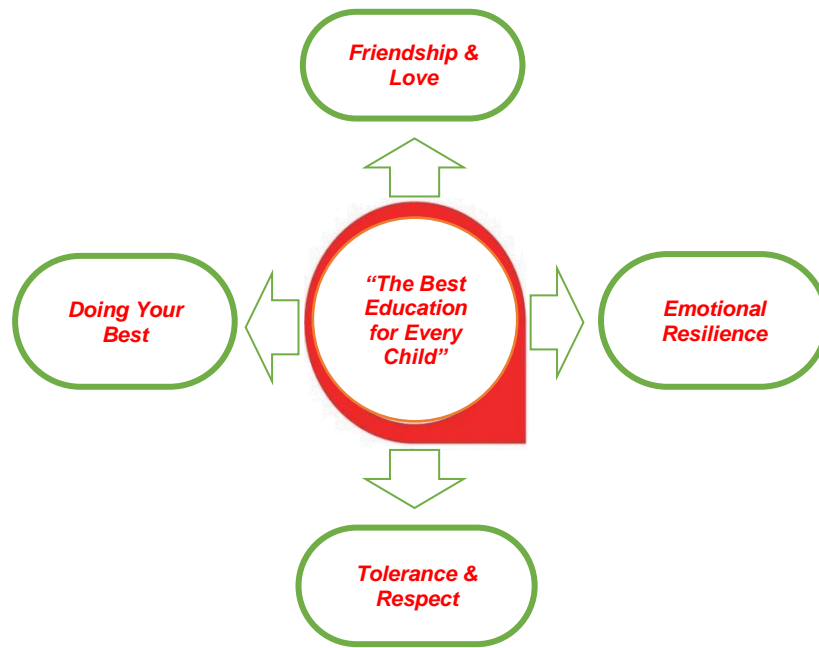 Friendship &
Love
“The Best
Education
for Every
Child”
Doing Your
Best
Emotional
Resilience
Tolerance &
Respect